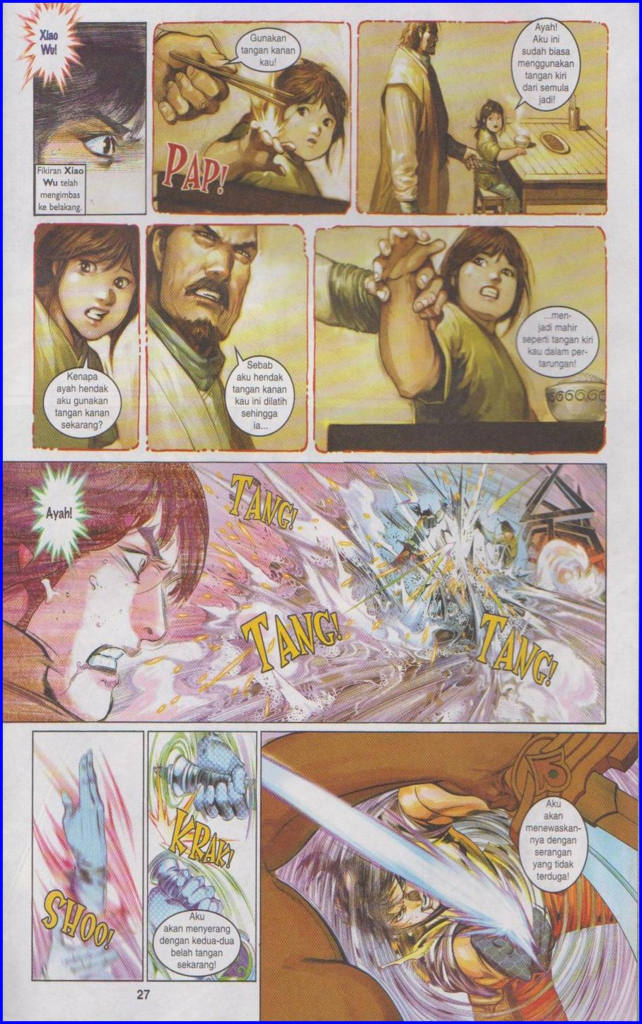 Xiao
Wu!
Fikiran Xiao
Wu telah
mengimbas
ke belakang.
Gunakan
tangan kanan
kau!
PAP!
Ayah!
Aku ini
sudah biasa
menggunakan
tangan kiri
dari semula
jadi!
Kenapa
ayah hendak
aku gunakan
tangan kanan
sekarang?
Sebab
aku hendak
tangan kanan
kau ini dilatih
sehingga
ia...
...men-
jadi mahir
seperti tangan kiri
kau dalam per-
tarungan!
Ayah!
TANG!
TANG!
TANG!
SHOO!
KRAK!
Aku
akan menyerang
dengan kedua-dua
belah tangan
sekarang!
Aku
akan
menewaskan-
nya dengan
serangan
yang tidak
terduga!
27